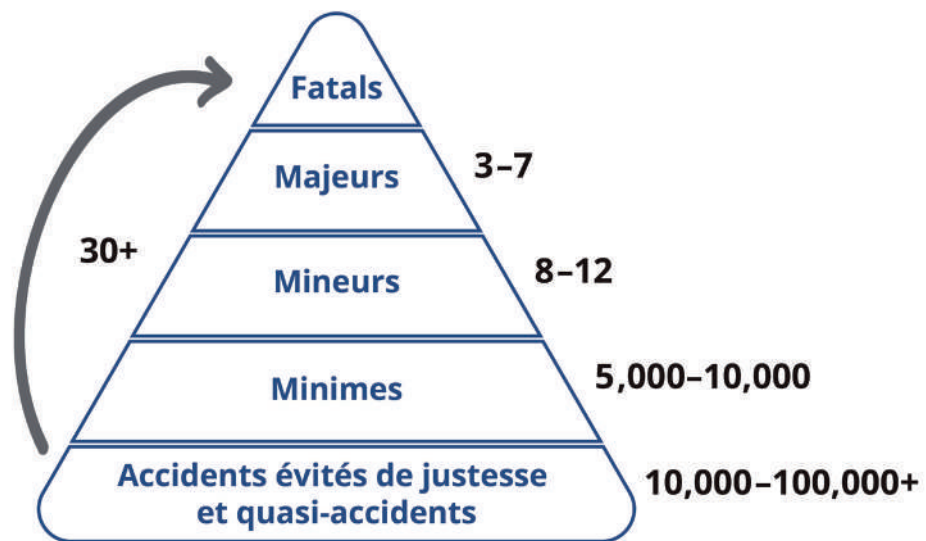 Fatals
Majeurs
3–7
30+
Mineurs
8–12
Minimes
5,000–10,000
Accidents évités de justesse
et quasi-accidents
10,000–100,000+